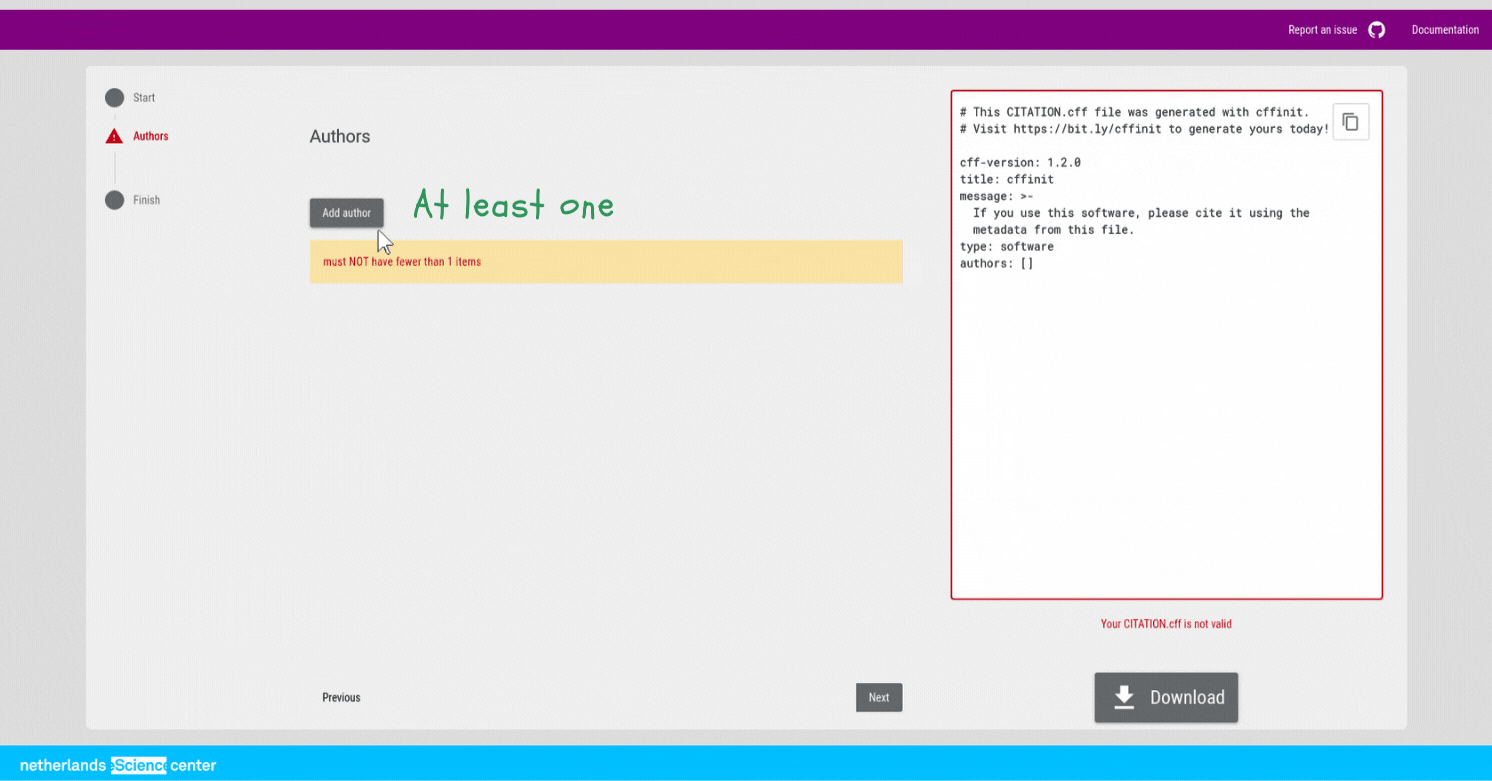 Report an issue
Documentation
Start
Authors
Finish
Authors
Add author
At least one
must NOT have fewer than 1 items
Previous
Next
# This CITATION.cff file was generated with cffinit.
# Visit https://bit.ly/cffinit to generate yours today!
cff-version: 1.2.0
title: cffinit
message: >-
  If you use this software, please cite it using the
  metadata from this file.
type: software
authors: []
Your CITATION.cff is not valid
Download
netherlands eScience center